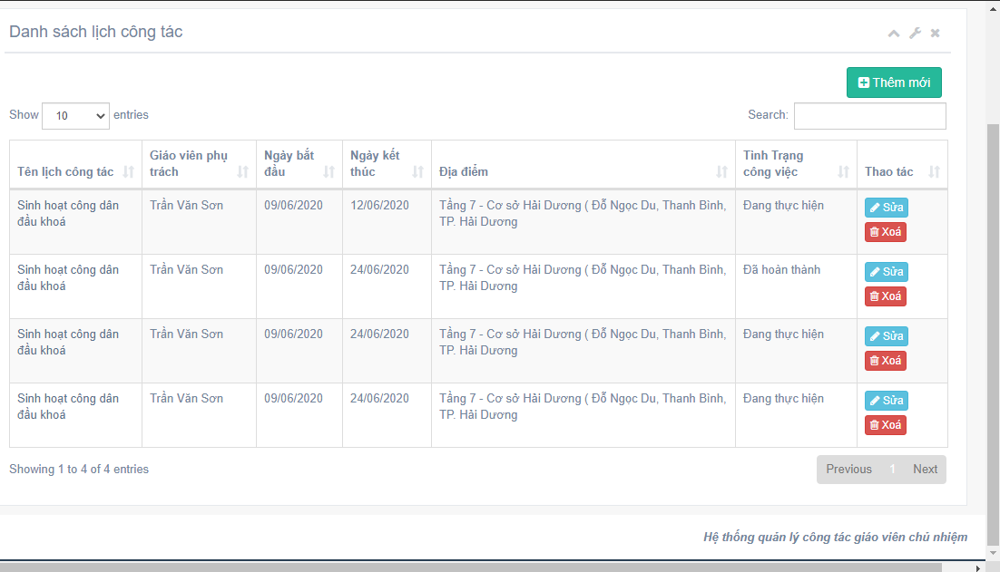 Danh sách lịch công tác
Thêm mới
Show 10 entries Search:
Tên lịch công tác
Giáo viên phụ
trách
Ngày bắt
đầu
Ngày kết
thúc
Địa điểm
Tình Trạng
công việc
Thao tác
Sinh hoạt công dân
đầu khoá
Trần Văn Sơn
09/06/2020
12/06/2020
Tầng 7 - Cơ sở Hải Dương ( Đỗ Ngọc Du, Thanh Bình,
TP. Hải Dương
Đang thực hiện
Sửa
Xoá
Sinh hoạt công dân
đầu khoá
Trần Văn Sơn
09/06/2020
24/06/2020
Tầng 7 - Cơ sở Hải Dương ( Đỗ Ngọc Du, Thanh Bình,
TP. Hải Dương
Đã hoàn thành
Sửa
Xoá
Sinh hoạt công dân
đầu khoá
Trần Văn Sơn
09/06/2020
24/06/2020
Tầng 7 - Cơ sở Hải Dương ( Đỗ Ngọc Du, Thanh Bình,
TP. Hải Dương
Đang thực hiện
Sửa
Xoá
Sinh hoạt công dân
đầu khoá
Trần Văn Sơn
09/06/2020
24/06/2020
Tầng 7 - Cơ sở Hải Dương ( Đỗ Ngọc Du, Thanh Bình,
TP. Hải Dương
Đang thực hiện
Sửa
Xoá
Showing 1 to 4 of 4 entries
Previous 1 Next
Hệ thống quản lý công tác giáo viên chủ nhiệm